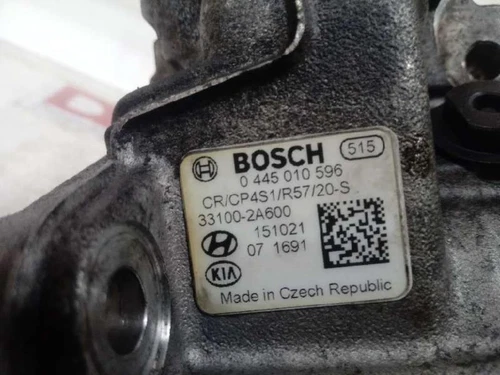 BOSCH 515
0 445 010 596
CR/CP4S1/R57/20-S
33100-2A600
151021
07 1691
KIA
Made in Czech Republic